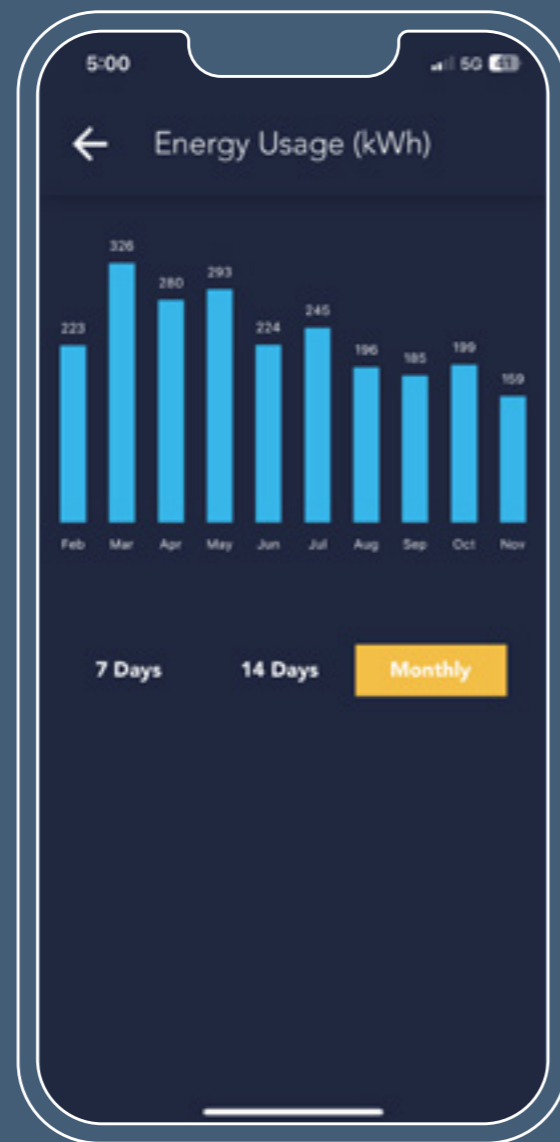 5:00 5G 41
Energy Usage (kWh)
326
293
280
245
223 224
196 185 199
159
Feb Mar Apr May Jun Jul Aug Sep Oct Nov
7 Days 14 Days Monthly